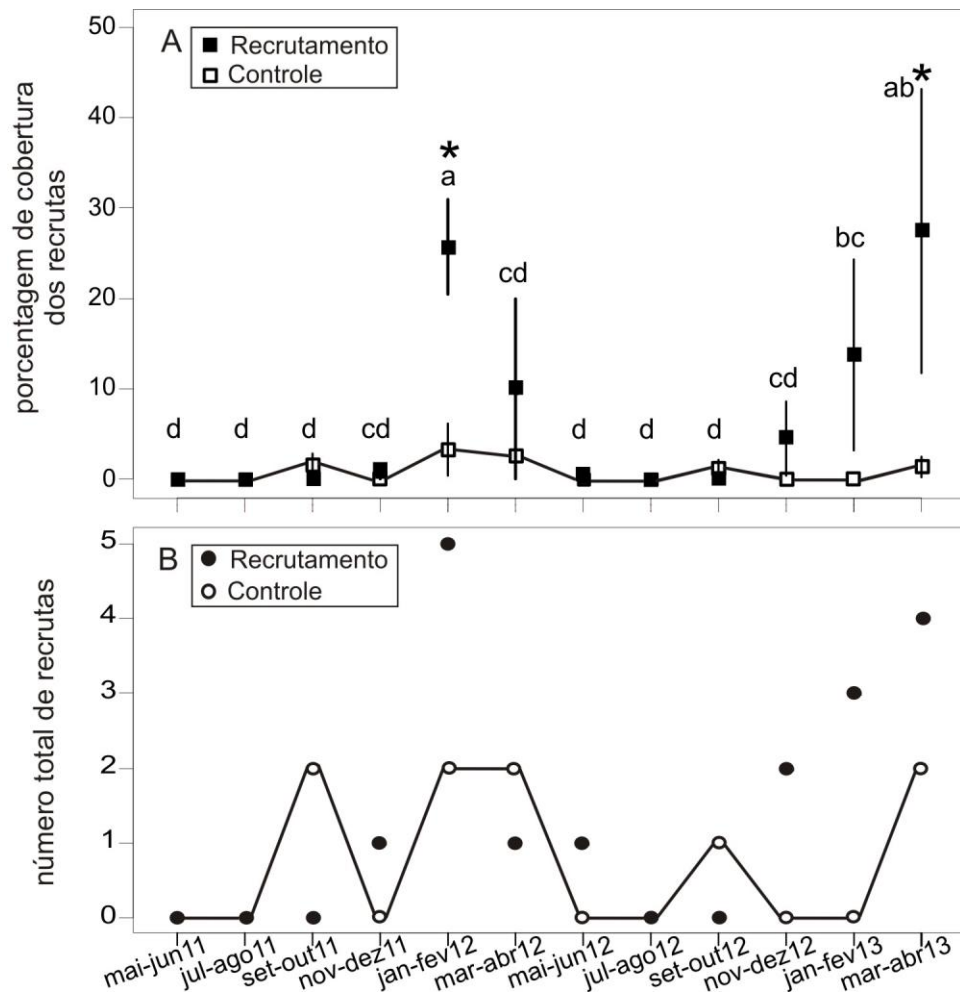 A
Recrutamento
Controle
porcentagem de cobertura
dos recrutas
50
40
30
20
10
0
d
d
d
cd
*
a
cd
d
d
d
cd
bc
ab*
B
Recrutamento
Controle
número total de recrutas
5
4
3
2
1
0
mai-jun11
jul-ago11
set-out11
nov-dez11
jan-fev12
mar-abr12
mai-jun12
jul-ago12
set-out12
nov-dez12
jan-fev13
mar-abr13